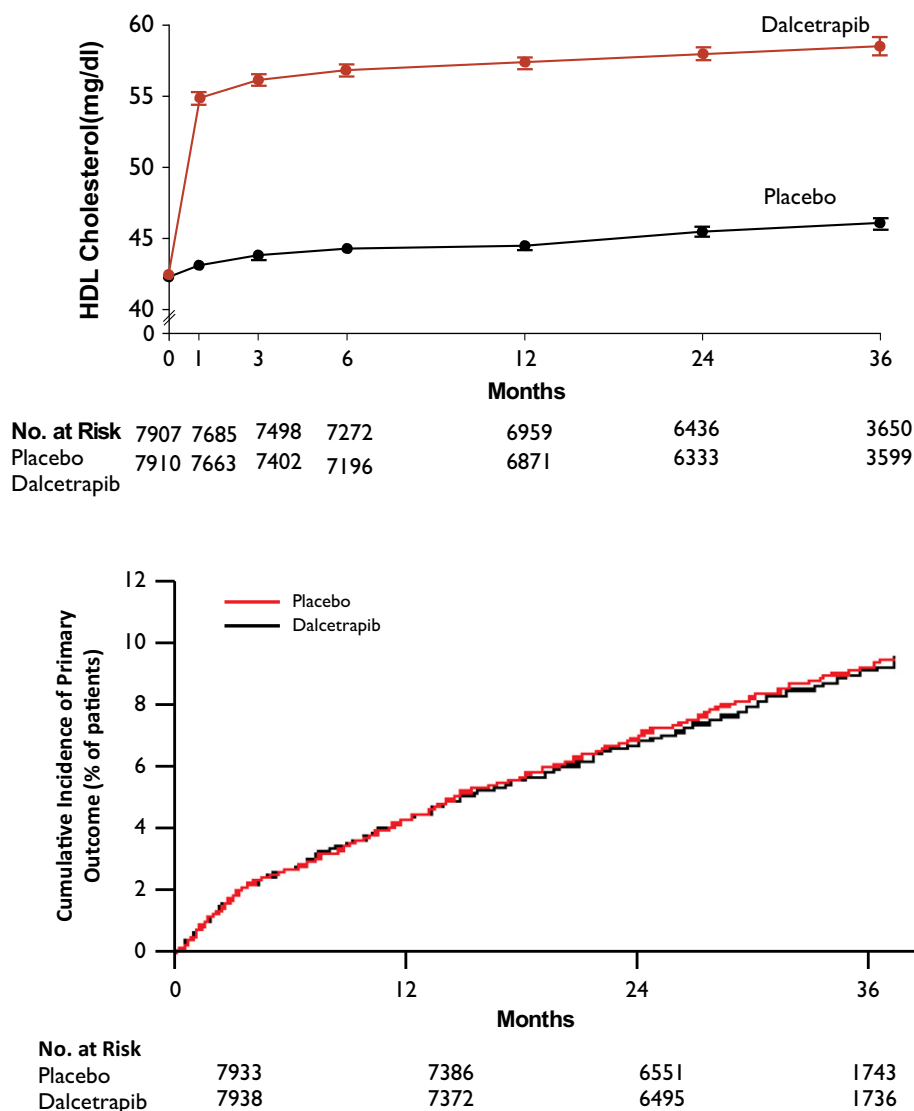 60
Dalcetrapib
55
HDL Cholesterol(mg/dl)
50
Placebo
45
40
0
0 1 3 6 12 24 36
Months
No. at Risk 7907 7685 7498 7272 6959 6436 3650
Placebo 7910 7663 7402 7196 6871 6333 3599
Dalcetrapib
12
Placebo
Dalcetrapib
10
Cumulative Incidence of Primary
Outcome (% of patients)
8
6
4
2
0
0 12 24 36
Months
No. at Risk
Placebo 7933 7386 6551 1743
Dalcetrapib 7938 7372 6495 1736